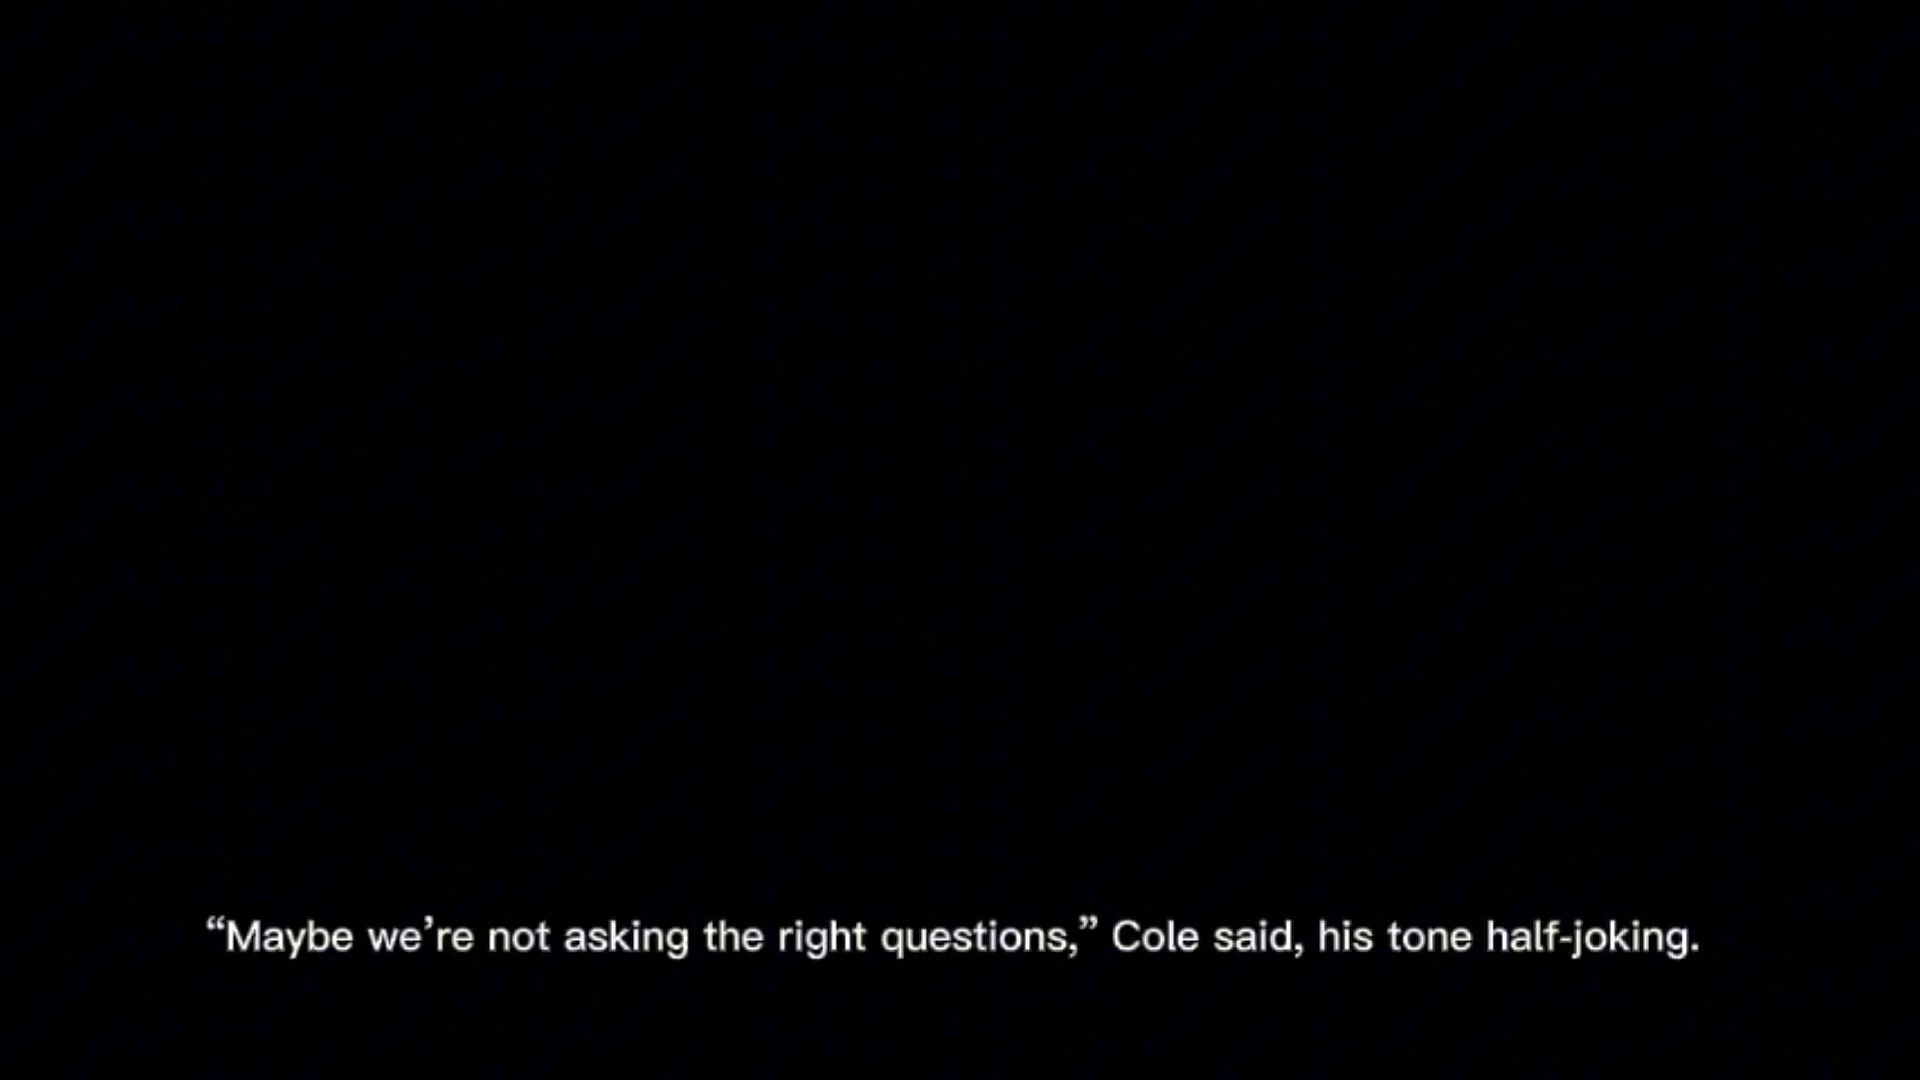 “Maybe we’re not asking the right questions,” Cole said, his tone half-joking.